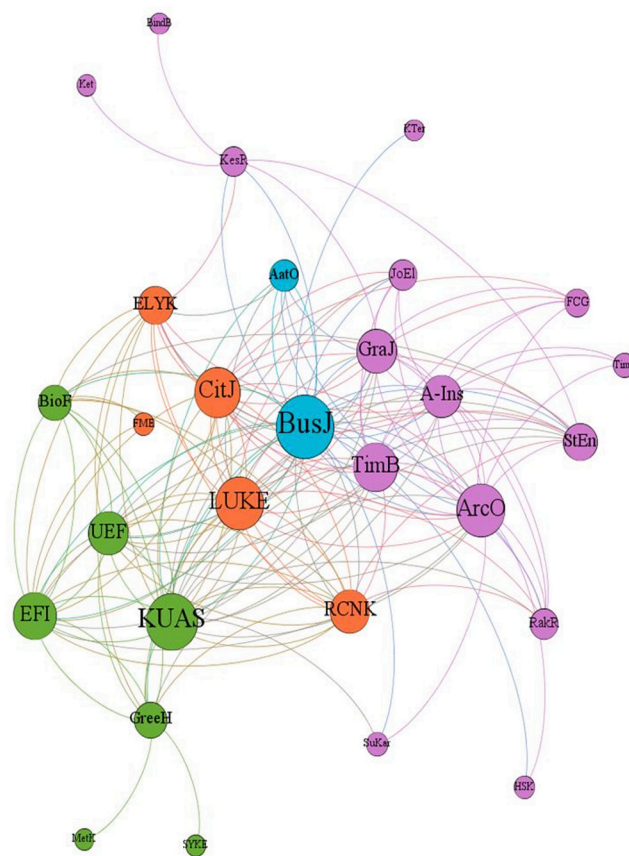 BindB
Ket
KTer
KesR
AatO
JoEl
ELYK
FCG
GraJ
Tim
CitJ
A-Ins
BioF
FME
BusJ
StEn
TimB
LUKE
ArcO
UEF
EFI
KUAS
RCNK
RakR
GreeH
SuKar
HSK
MetK
SYKE